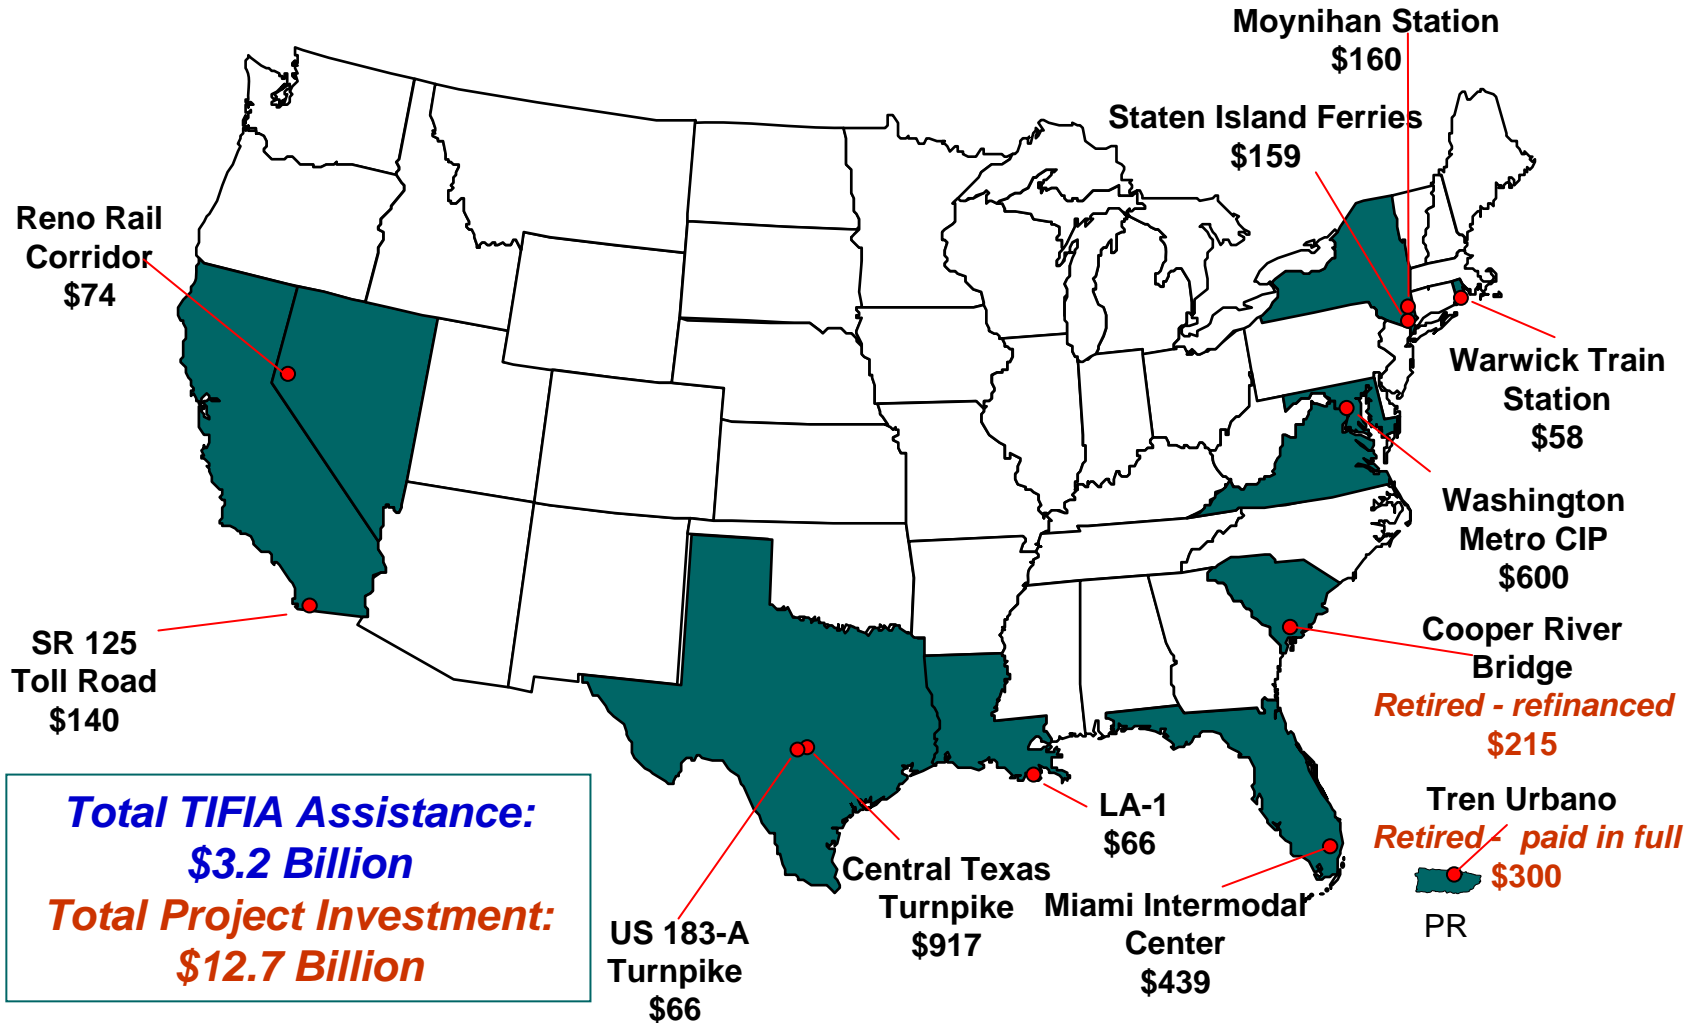 Moynihan Station
$160
Staten Island Ferries
$159
Reno Rail
Corridor
$74
Warwick Train
Station
$58
Washington
Metro CIP
$600
Cooper River
Bridge
Retired - refinanced
$215
SR 125
Toll Road
$140
Tren Urbano
Retired - paid in full
$300
PR
LA-1
$66
Central Texas
Turnpike
$917
Miami Intermodal
Center
$439
US 183-A
Turnpike
$66
Total TIFIA Assistance:
$3.2 Billion
Total Project Investment:
$12.7 Billion